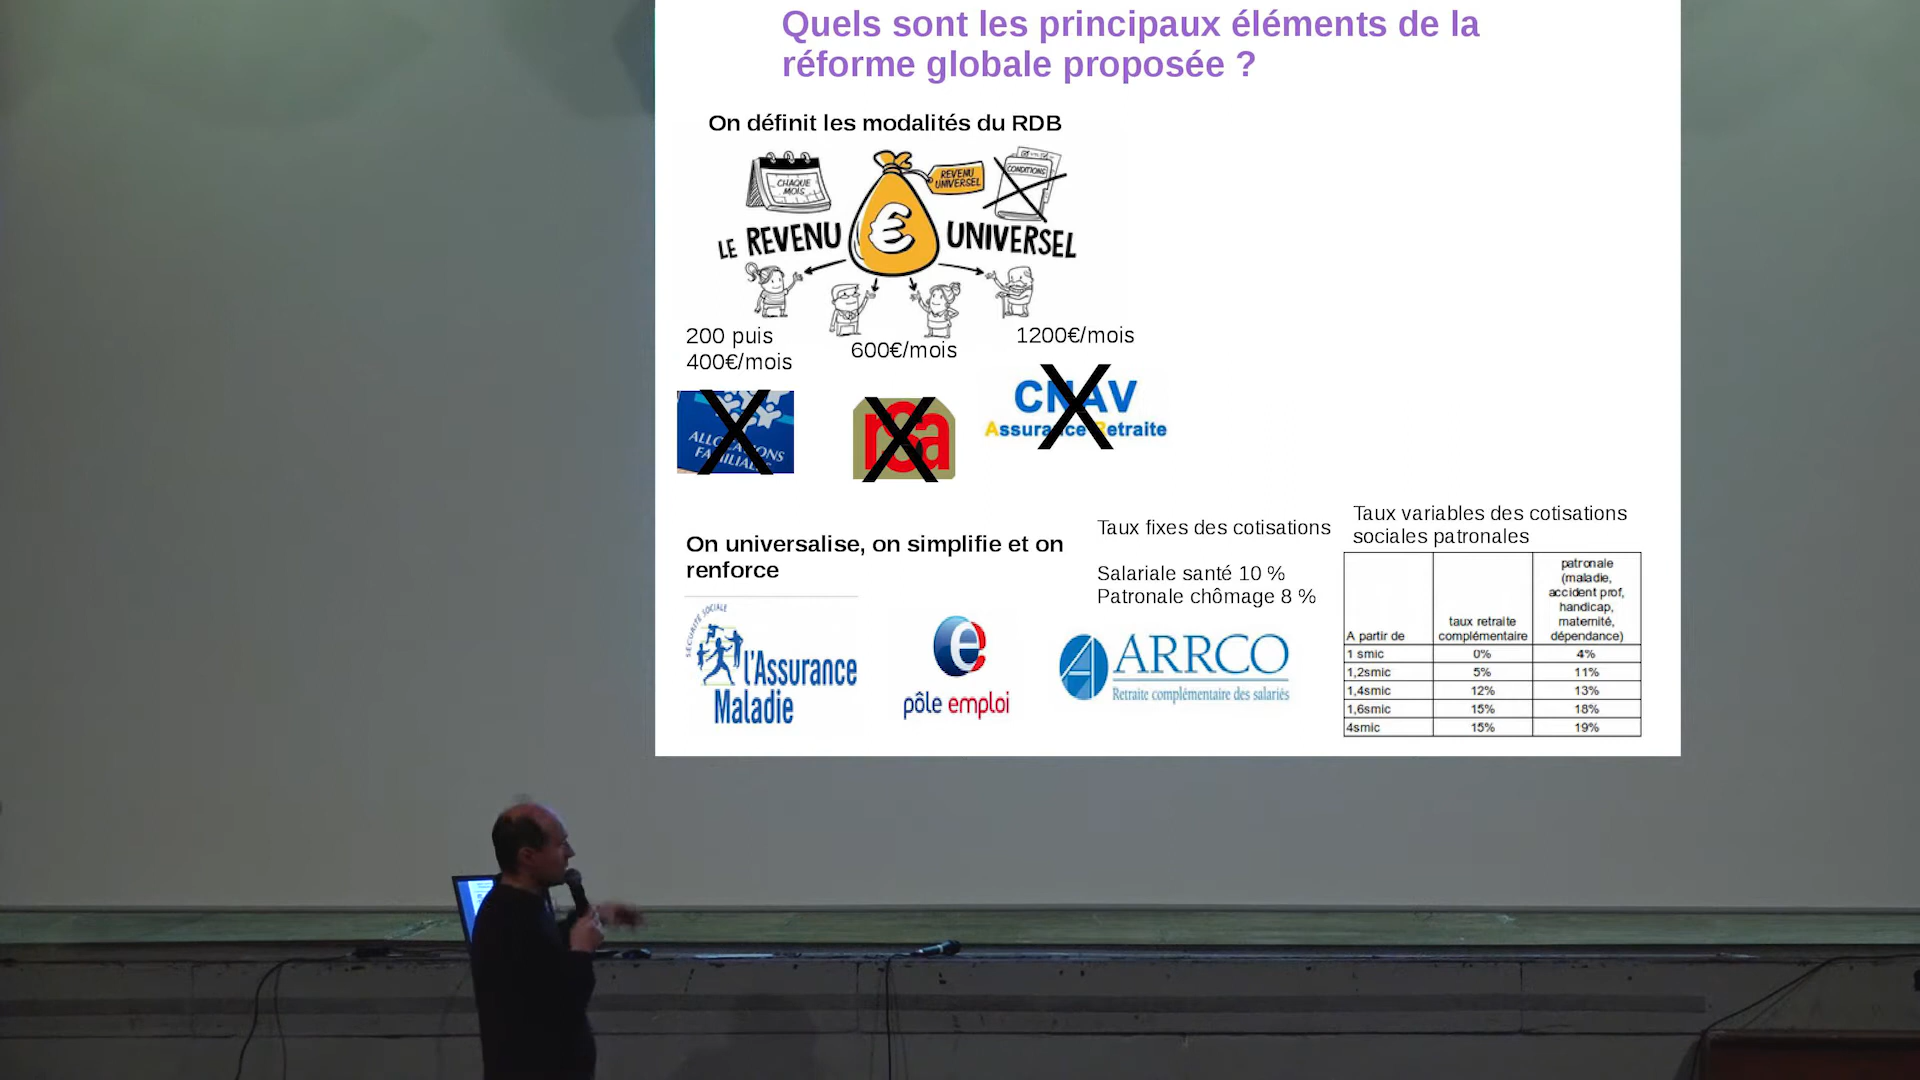 Quels sont les principaux éléments de la
réforme globale proposée ?
On définit les modalités du RDB
CHAQUE
MOIS
REVENU
UNIVERSEL
CONDITIONS
LE REVENU
€
UNIVERSEL
200 puis
400€/mois
600€/mois
1200€/mois
ALLOCATIONS
FAMILIALES
rsa
CNAV
Assurance Retraite
On universalise, on simplifie et on
renforce
Taux fixes des cotisations
Salariale santé 10 %
Patronale chômage 8 %
Taux variables des cotisations
sociales patronales
SÉCURITÉ SOCIALE
l'Assurance
Maladie
e
pôle emploi
A ARRCO
Retraite complémentaire des salariés
A partir de | taux retraite complémentaire | patronale (maladie, accident prof, handicap, maternité, dépendance)
1 smic 0% 4%
1,2smic 5% 11%
1,4smic 12% 13%
1,6smic 15% 18%
4smic 15% 19%